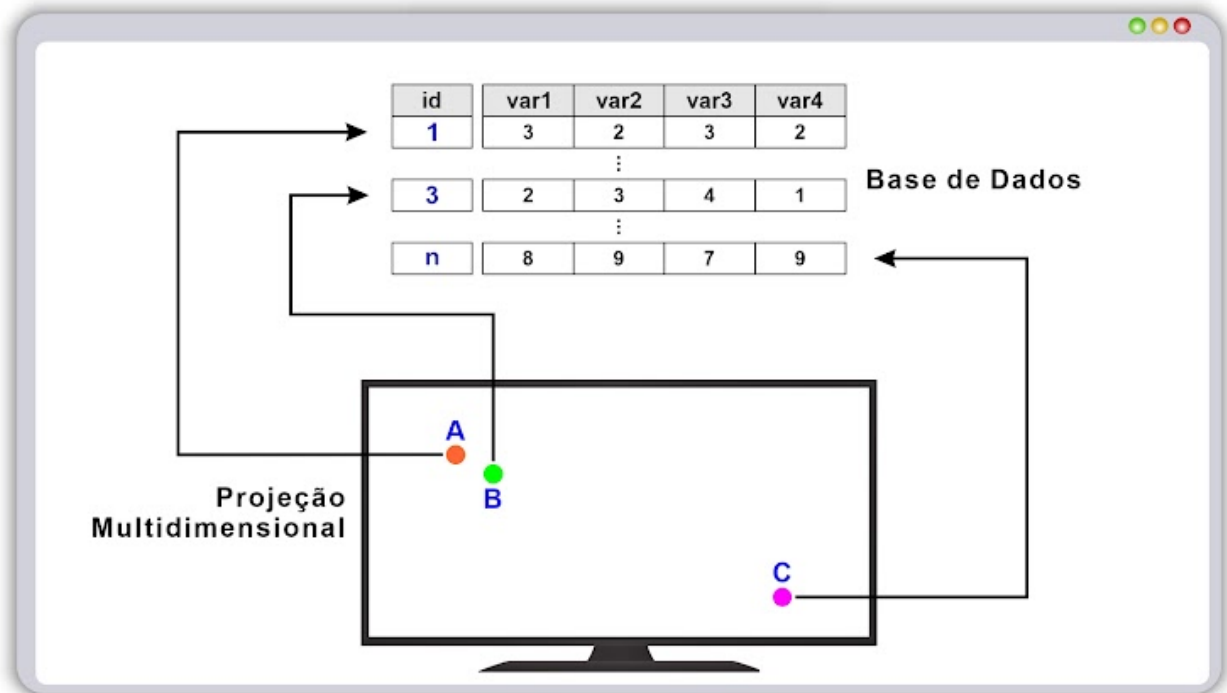 id var1 var2 var3 var4
1 3 2 3 2
⋮
3 2 3 4 1
⋮
n 8 9 7 9
Base de Dados
A
B
Projeção
Multidimensional
C